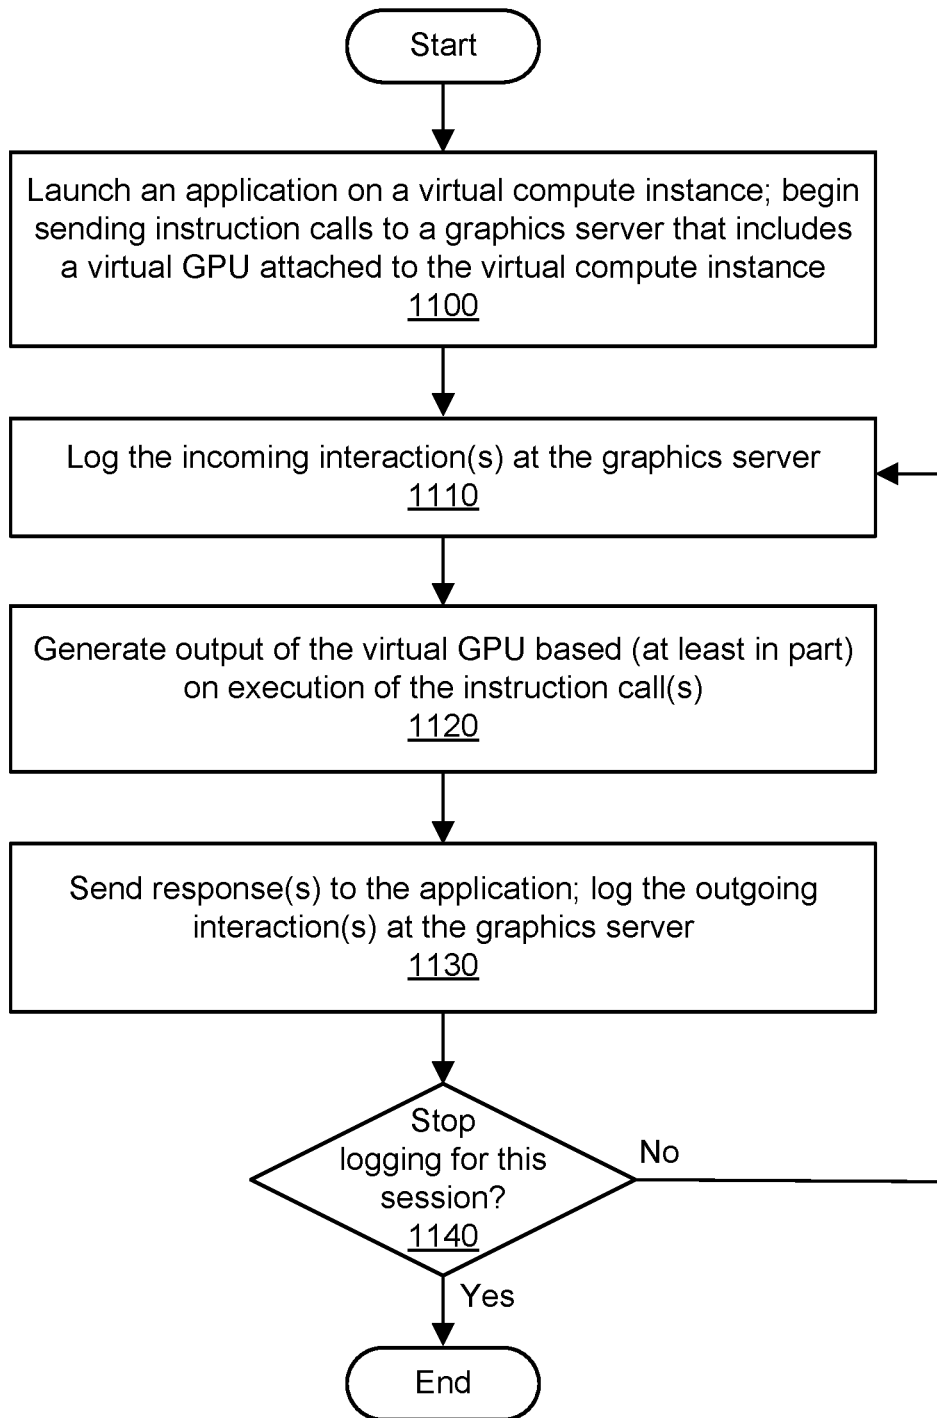 Start
Launch an application on a virtual compute instance; begin
sending instruction calls to a graphics server that includes
a virtual GPU attached to the virtual compute instance
1100
Log the incoming interaction(s) at the graphics server
1110
Generate output of the virtual GPU based (at least in part)
on execution of the instruction call(s)
1120
Send response(s) to the application; log the outgoing
interaction(s) at the graphics server
1130
Stop
logging for this
session?
1140
No
Yes
End